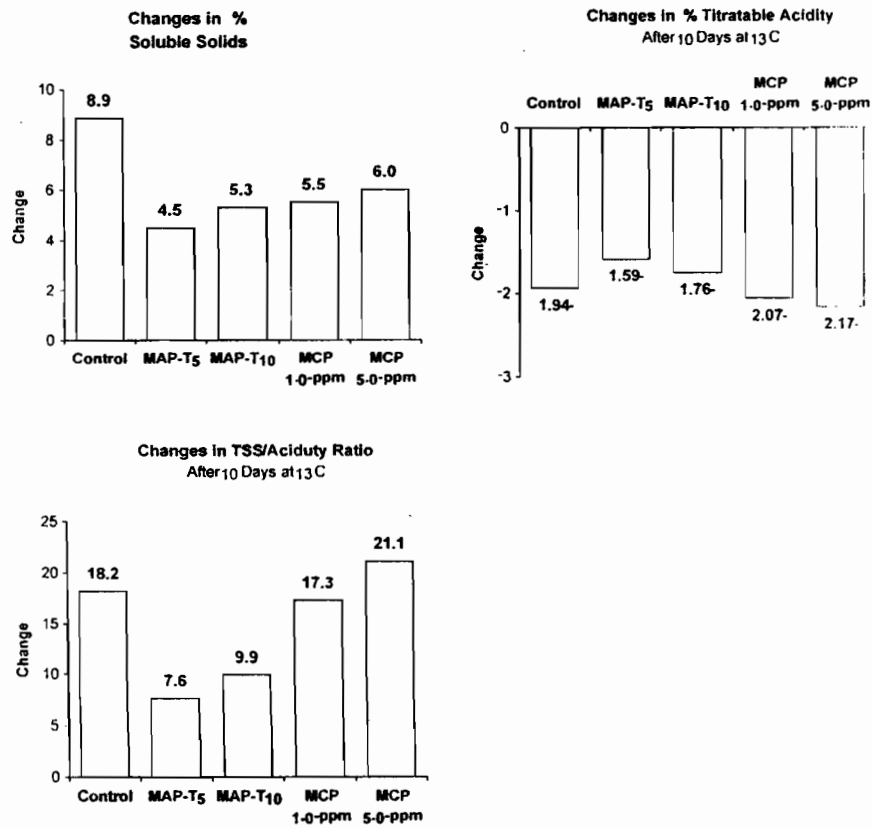 Changes in %
Soluble Solids
10
8
6
4
2
0
Change
8.9
4.5
5.3
5.5
6.0
Control MAP-T5 MAP-T10 MCP MCP
1-0-ppm 5-0-ppm
Changes in % Titratable Acidity
After 10 Days at 13 C
MCP MCP
Control MAP-T5 MAP-T10 1-0-ppm 5-0-ppm
0
-1
-2
-3
Change
1.94-
1.59-
1.76-
2.07-
2.17-
Changes in TSS/Aciduty Ratio
After 10 Days at 13 C
25
20
15
10
5
0
Change
18.2
7.6
9.9
17.3
21.1
Control MAP-T5 MAP-T10 MCP MCP
1-0-ppm 5-0-ppm